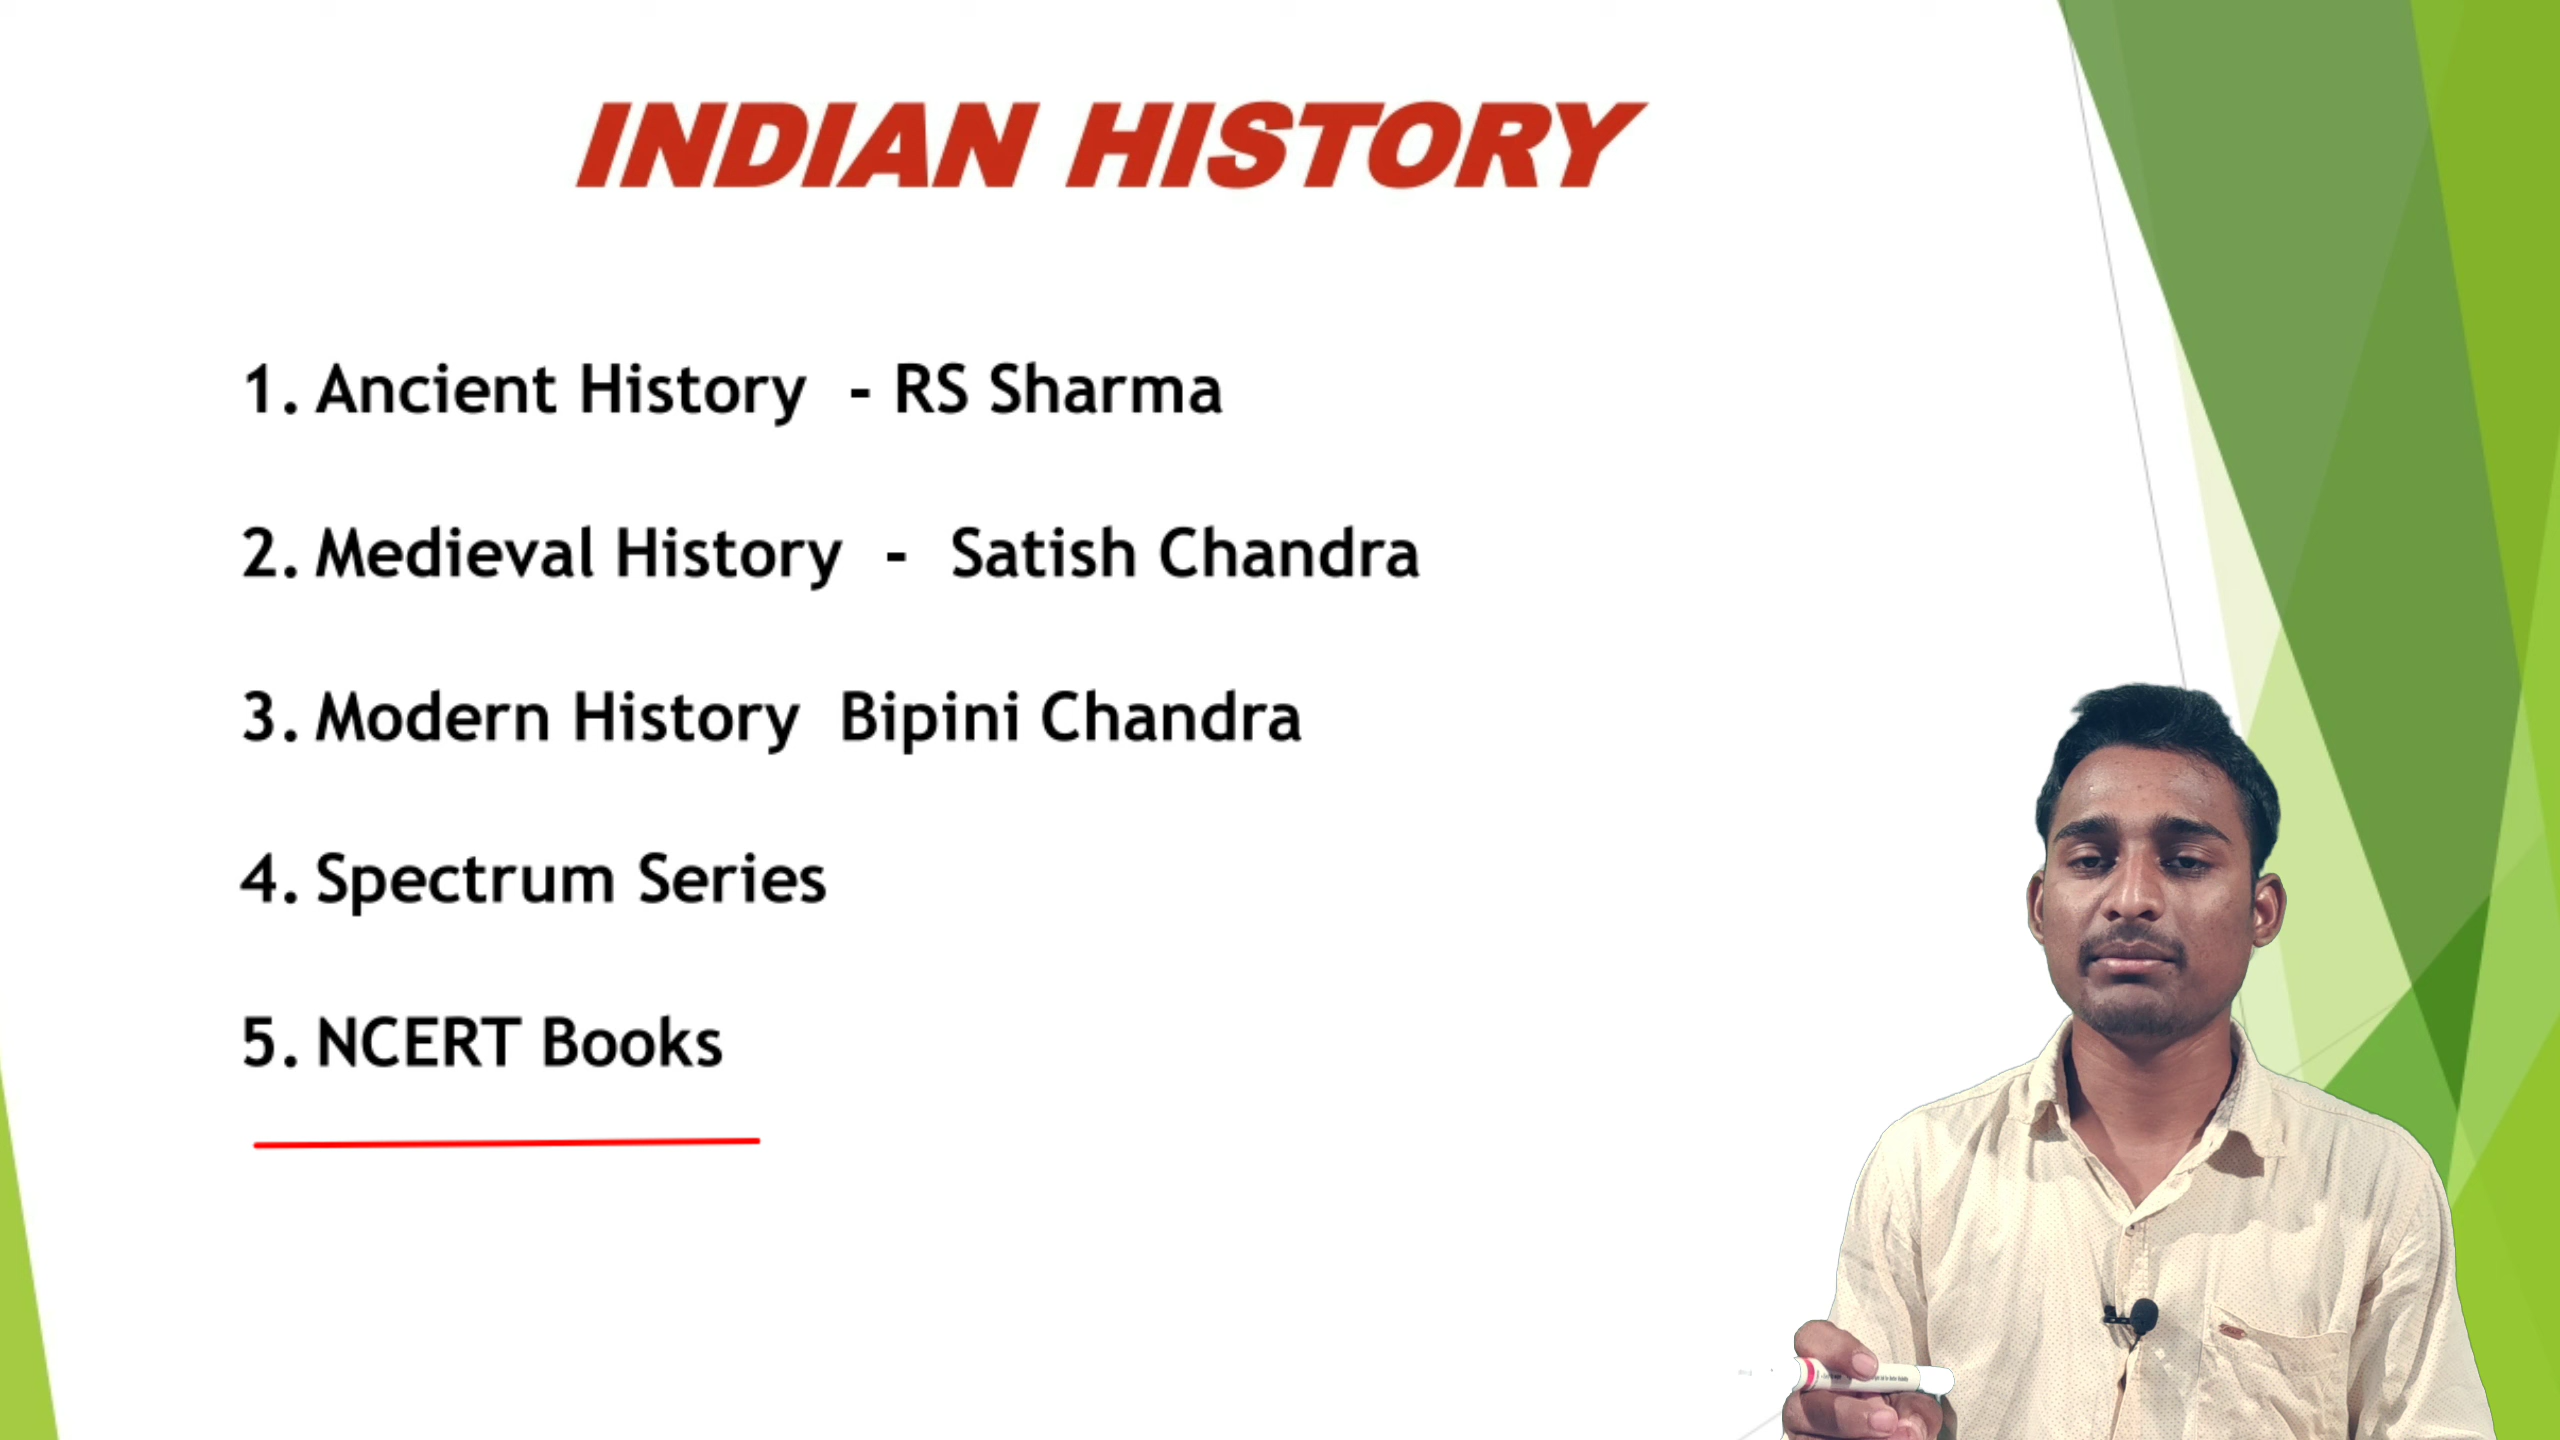 INDIAN HISTORY
1. Ancient History - RS Sharma
2. Medieval History - Satish Chandra
3. Modern History Bipini Chandra
4. Spectrum Series
5. NCERT Books